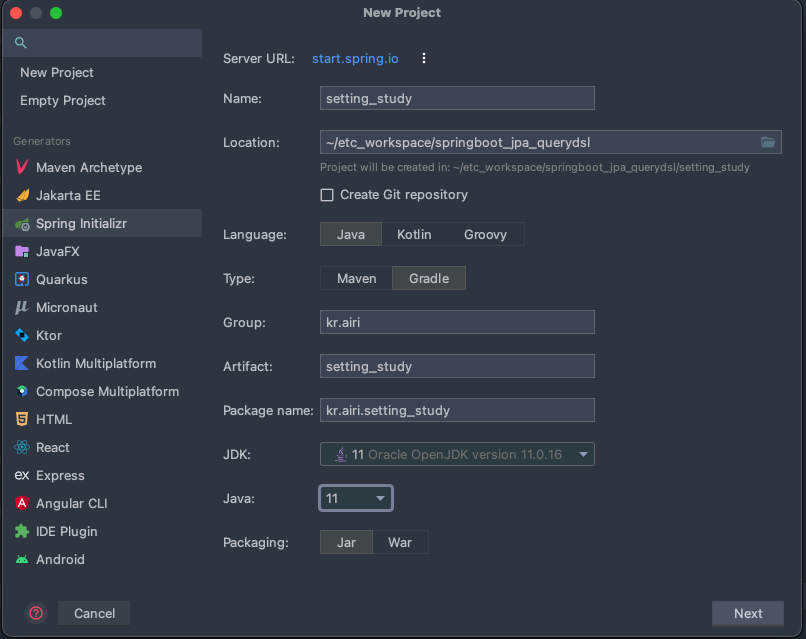 New Project
New Project
Empty Project
Generators
Maven Archetype
Jakarta EE
Spring Initializr
JavaFX
Quarkus
Micronaut
Ktor
Kotlin Multiplatform
Compose Multiplatform
HTML
React
ex Express
Angular CLI
IDE Plugin
Android
Server URL: start.spring.io
Name: setting_study
Location: ~/etc_workspace/springboot_jpa_querydsl
Project will be created in: ~/etc_workspace/springboot_jpa_querydsl/setting_study
Create Git repository
Language: Java Kotlin Groovy
Type: Maven Gradle
Group: kr.airi
Artifact: setting_study
Package name: kr.airi.setting_study
JDK: 11 Oracle OpenJDK version 11.0.16
Java: 11
Packaging: Jar War
? Cancel Next